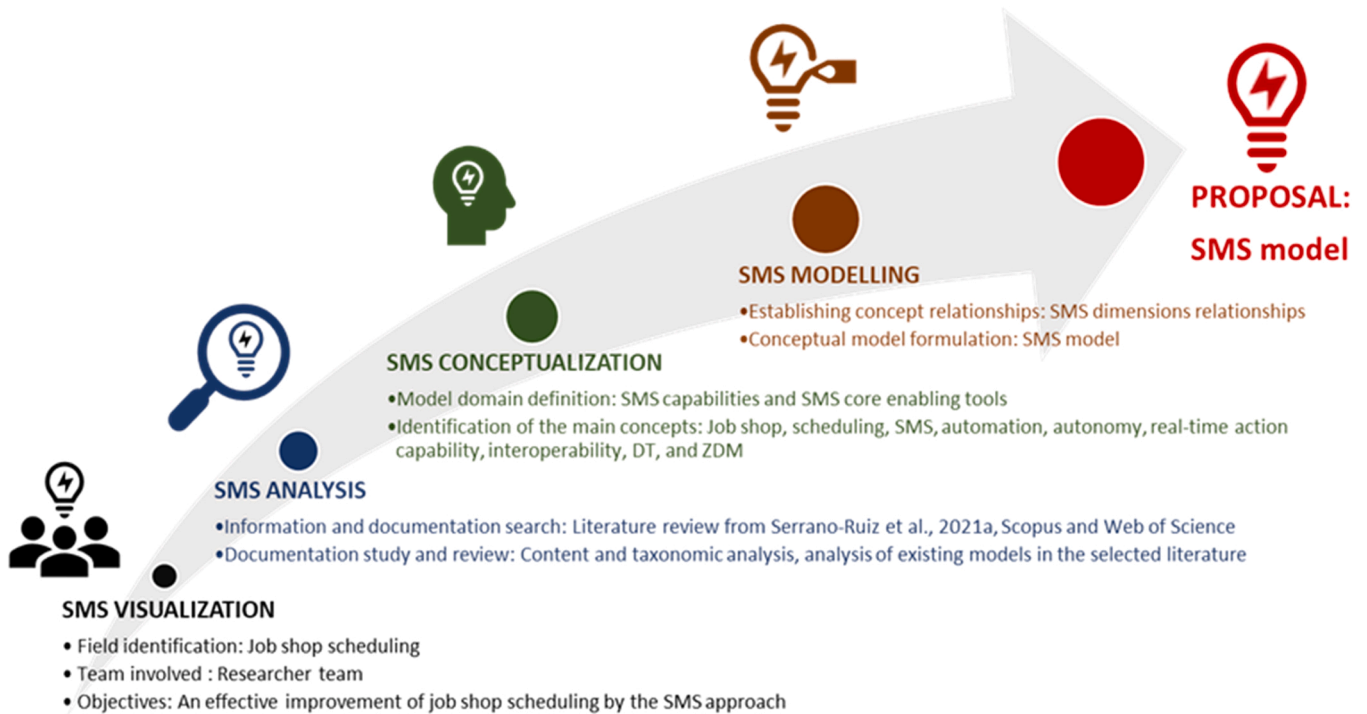 PROPOSAL:
SMS model
SMS MODELLING
•Establishing concept relationships: SMS dimensions relationships
•Conceptual model formulation: SMS model
SMS CONCEPTUALIZATION
•Model domain definition: SMS capabilities and SMS core enabling tools
•Identification of the main concepts: Job shop, scheduling, SMS, automation, autonomy, real-time action
capability, interoperability, DT, and ZDM
SMS ANALYSIS
•Information and documentation search: Literature review from Serrano-Ruiz et al., 2021a, Scopus and Web of Science
•Documentation study and review: Content and taxonomic analysis, analysis of existing models in the selected literature
SMS VISUALIZATION
• Field identification: Job shop scheduling
• Team involved : Researcher team
• Objectives: An effective improvement of job shop scheduling by the SMS approach